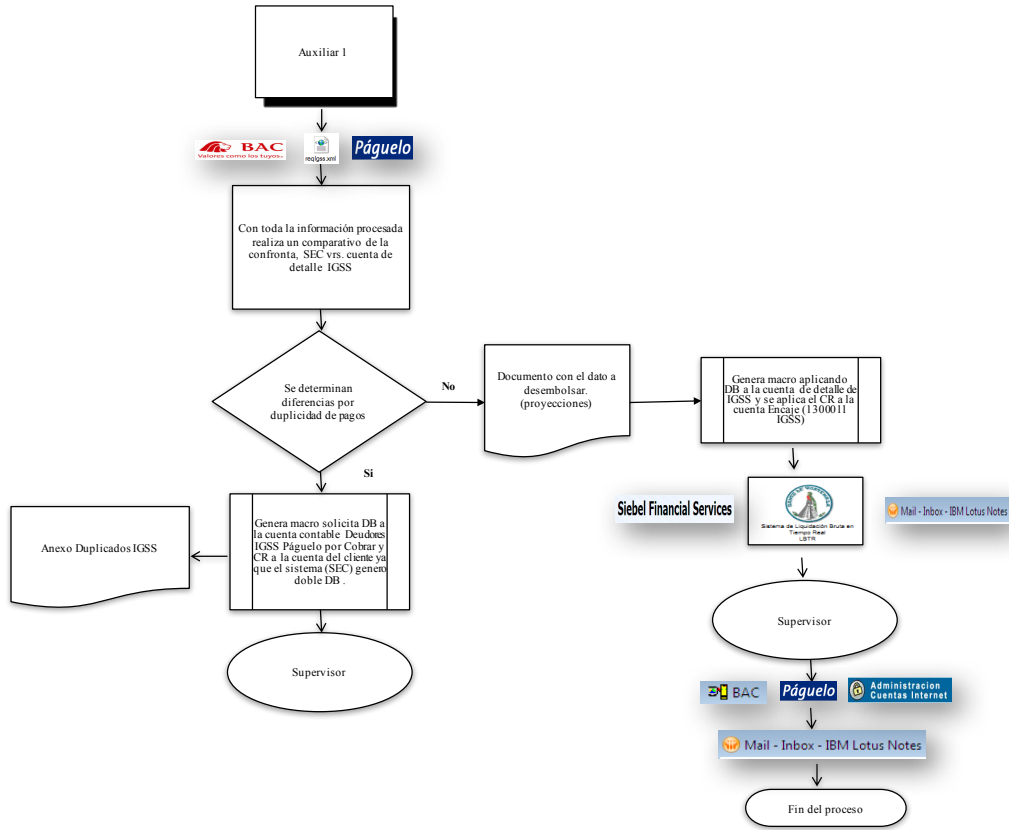 Auxiliar 1
BAC
Valores como los tuyos.
reqigss.xml
Páguelo
Con toda la información procesada
realiza un comparativo de la
confronta, SEC vrs. cuenta de
detalle IGSS
Se determinan
diferencias por
duplicidad de pagos
No
Si
Documento con el dato a
desembolsar.
(proyecciones)
Genera macro aplicando
DB a la cuenta de detalle de
IGSS y se aplica el CR a la
cuenta Encaje (1300011
IGSS)
Anexo Duplicados IGSS
Genera macro solicita DB a
la cuenta contable Deudores
IGSS Páguelo por Cobrar y
CR a la cuenta del cliente ya
que el sistema (SEC) genero
doble DB .
Supervisor
Siebel Financial Services
Sistema de Liquidación Bruta en
Tiempo Real
LBTR
Mail - Inbox - IBM Lotus Notes
Supervisor
BAC
Páguelo
Administracion
Cuentas Internet
Mail - Inbox - IBM Lotus Notes
Fin del proceso